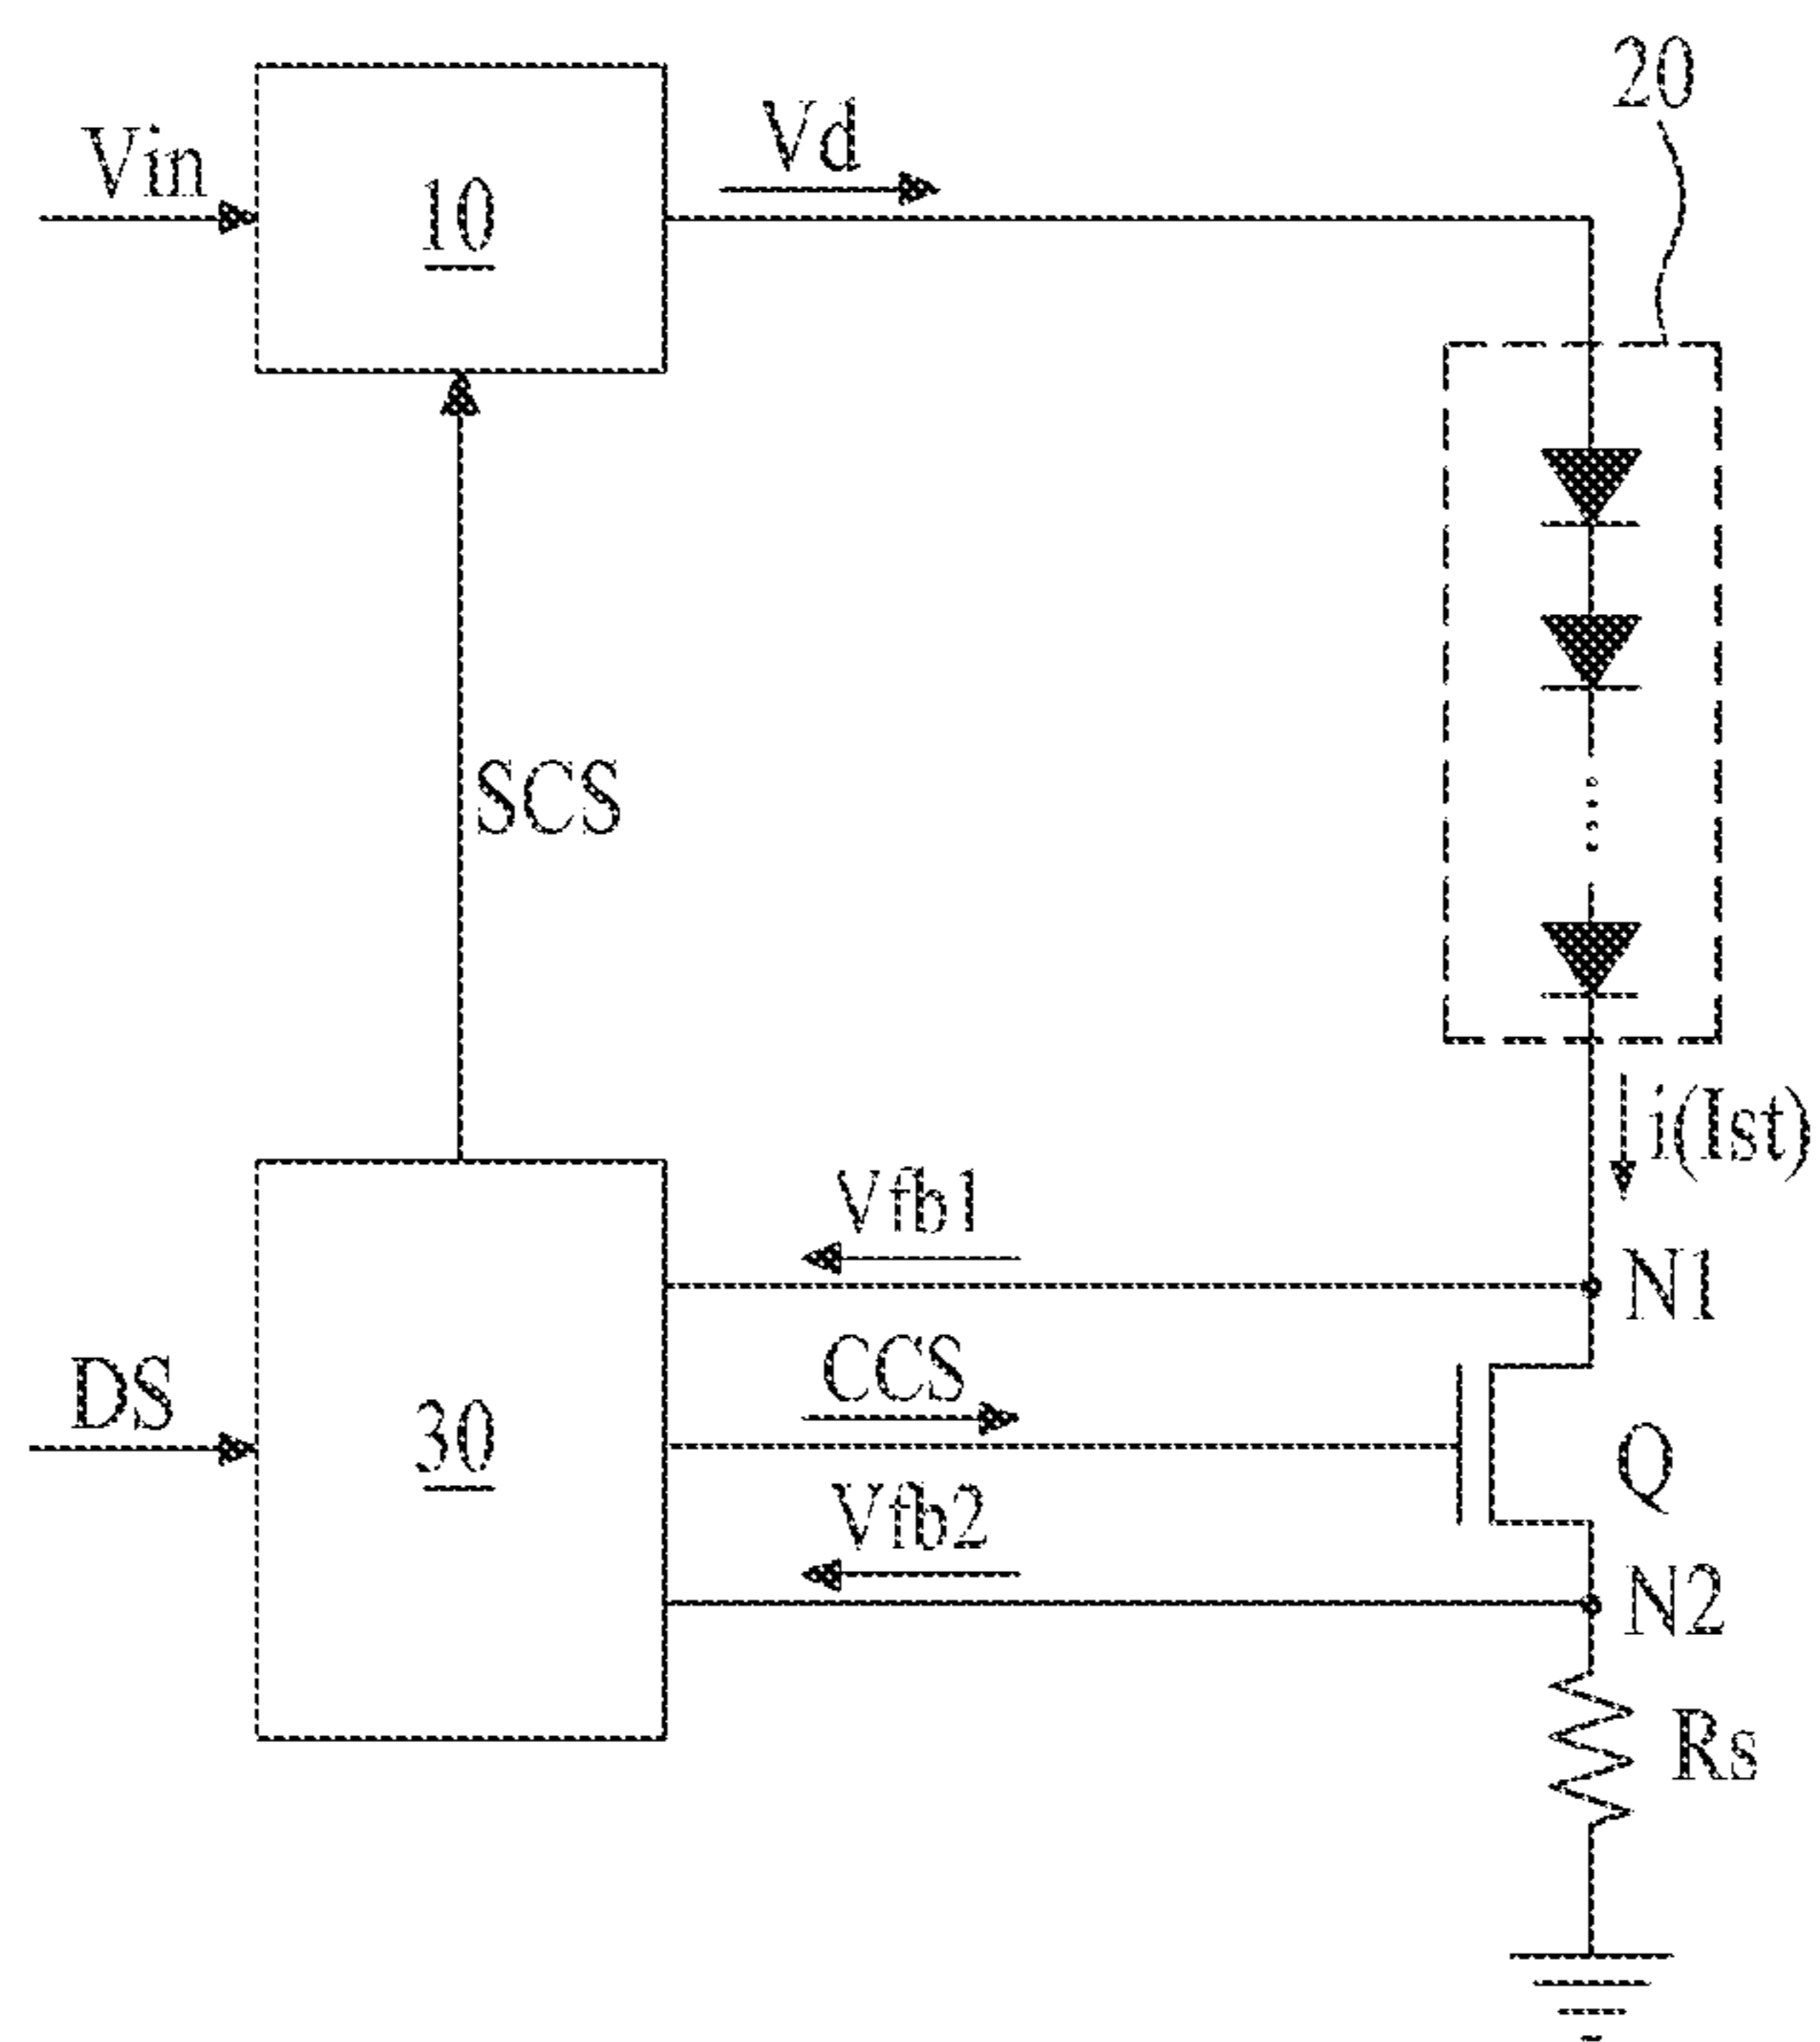 20
Vin
10
Vd
SCS
i(Ist)
Vfb1
N1
CCS
DS
30
Q
Vfb2
N2
Rs